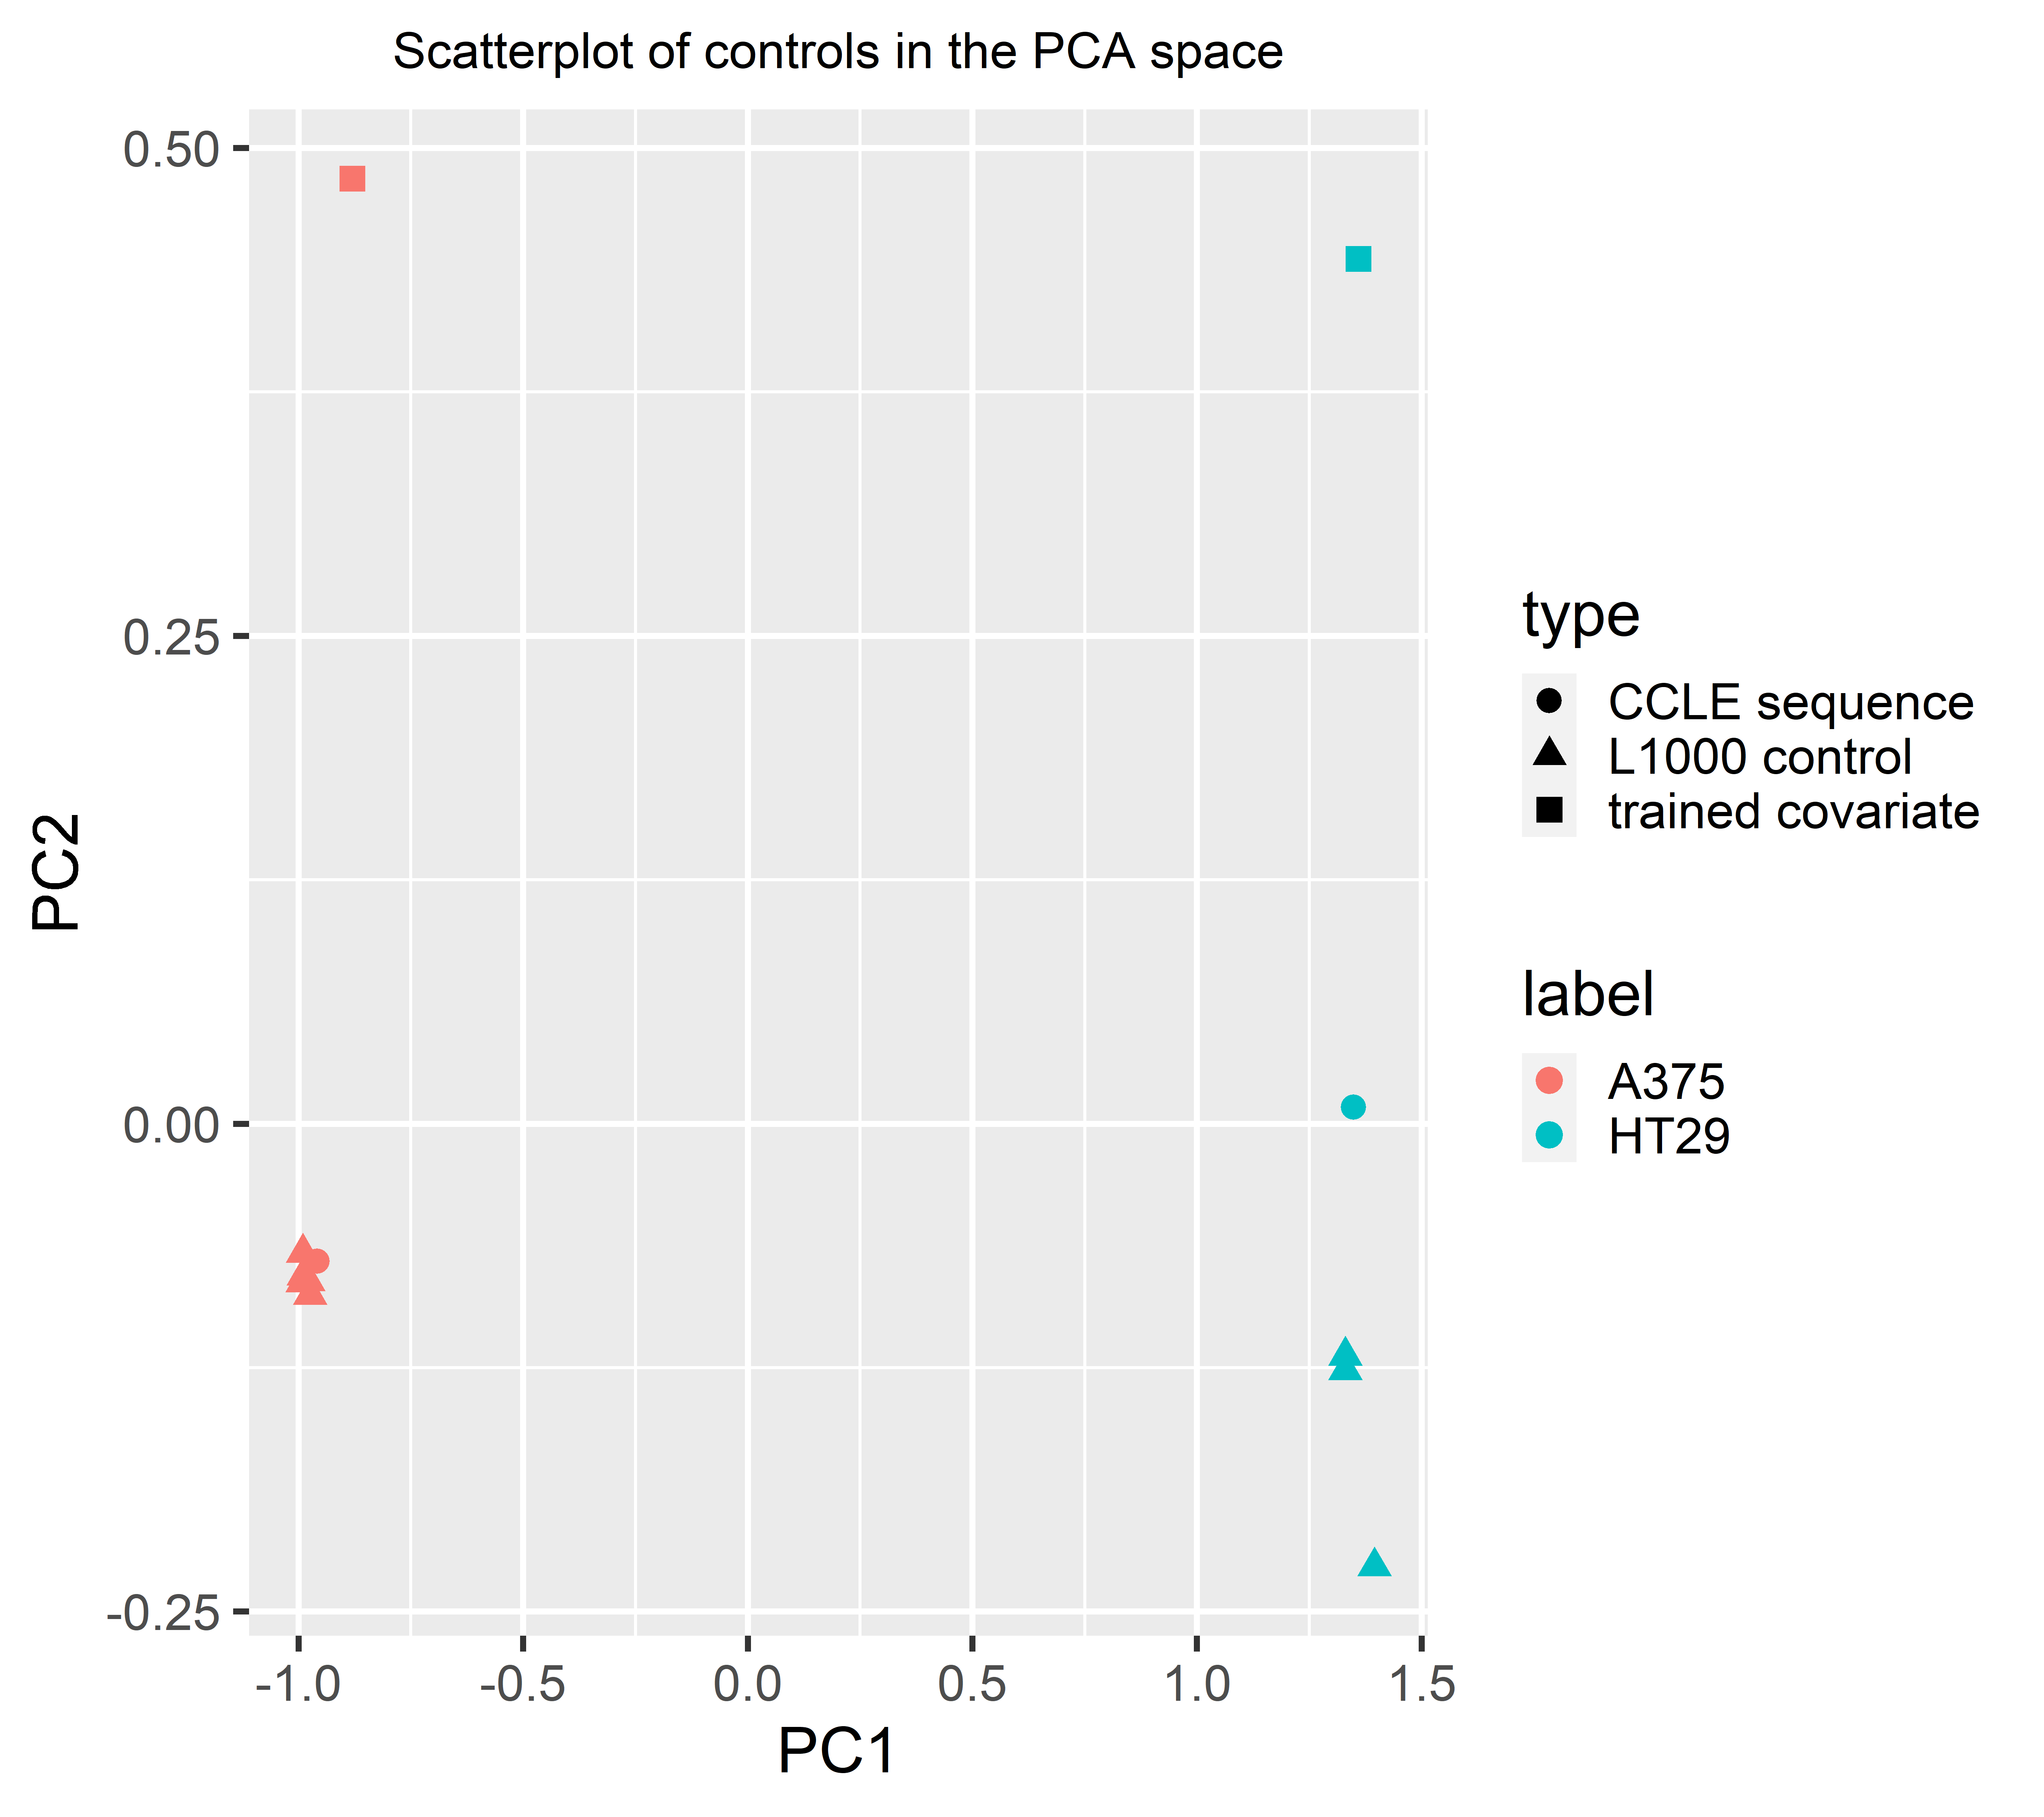 Scatterplot of controls in the PCA space
0.50
0.25
0.00
-0.25
PC2
-1.0 -0.5 0.0 0.5 1.0 1.5
PC1
type
CCLE sequence
L1000 control
trained covariate
label
A375
HT29